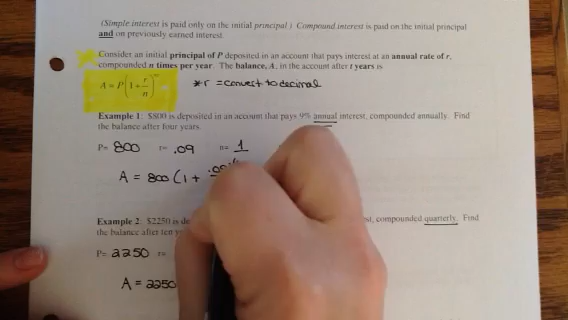 (Simple interest is paid only on the initial principal.) Compound interest is paid on the initial principal
and on previously earned interest.
Consider an initial principal of P deposited in an account that pays interest at an annual rate of r,
compounded n times per year. The balance, A, in the account after t years is
A = P(1 + r/n)^nt *r = convert to decimal
Example 1: $800 is deposited in an account that pays 9% annual interest, compounded annually. Find
the balance after four years.
P= 800 r= .09 n= 1
A = 800(1 + .09
Example 2: $2250 is de st, compounded quarterly. Find
the balance after ten
P= 2250 r=
A = 2250